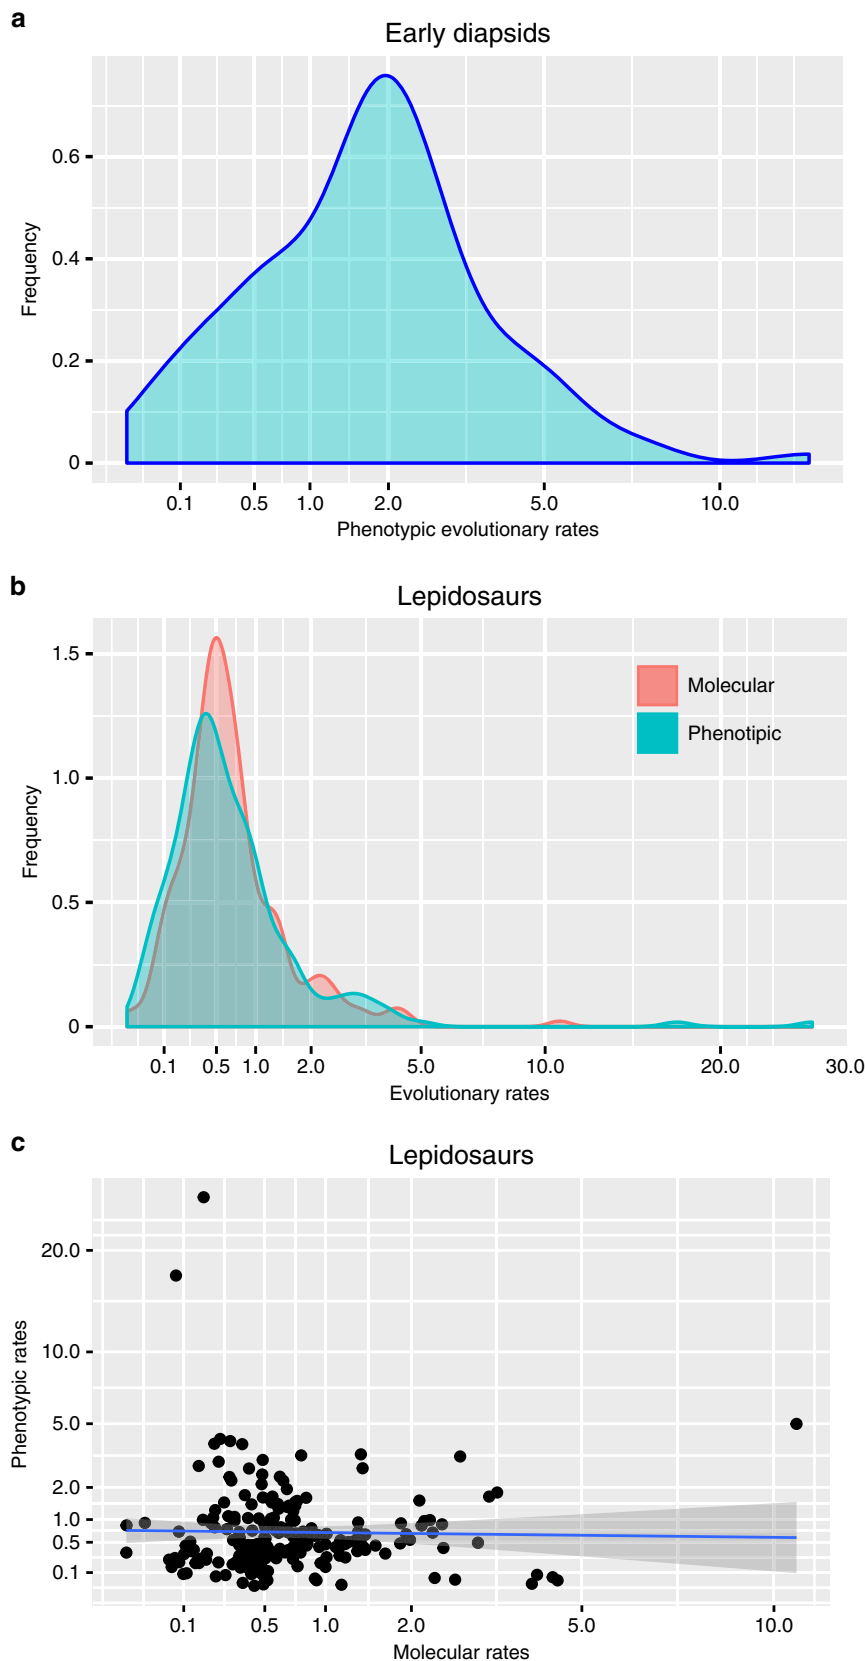 a
Early diapsids
Frequency
0.6
0.4
0.2
0
0.1 0.5 1.0 2.0 5.0 10.0
Phenotypic evolutionary rates
b
Lepidosaurs
Frequency
1.5
1.0
0.5
0
Molecular
Phenotipic
0.1 0.5 1.0 2.0 5.0 10.0 20.0 30.0
Evolutionary rates
c
Lepidosaurs
Phenotypic rates
20.0
10.0
5.0
2.0
1.0
0.5
0.1
0.1 0.5 1.0 2.0 5.0 10.0
Molecular rates